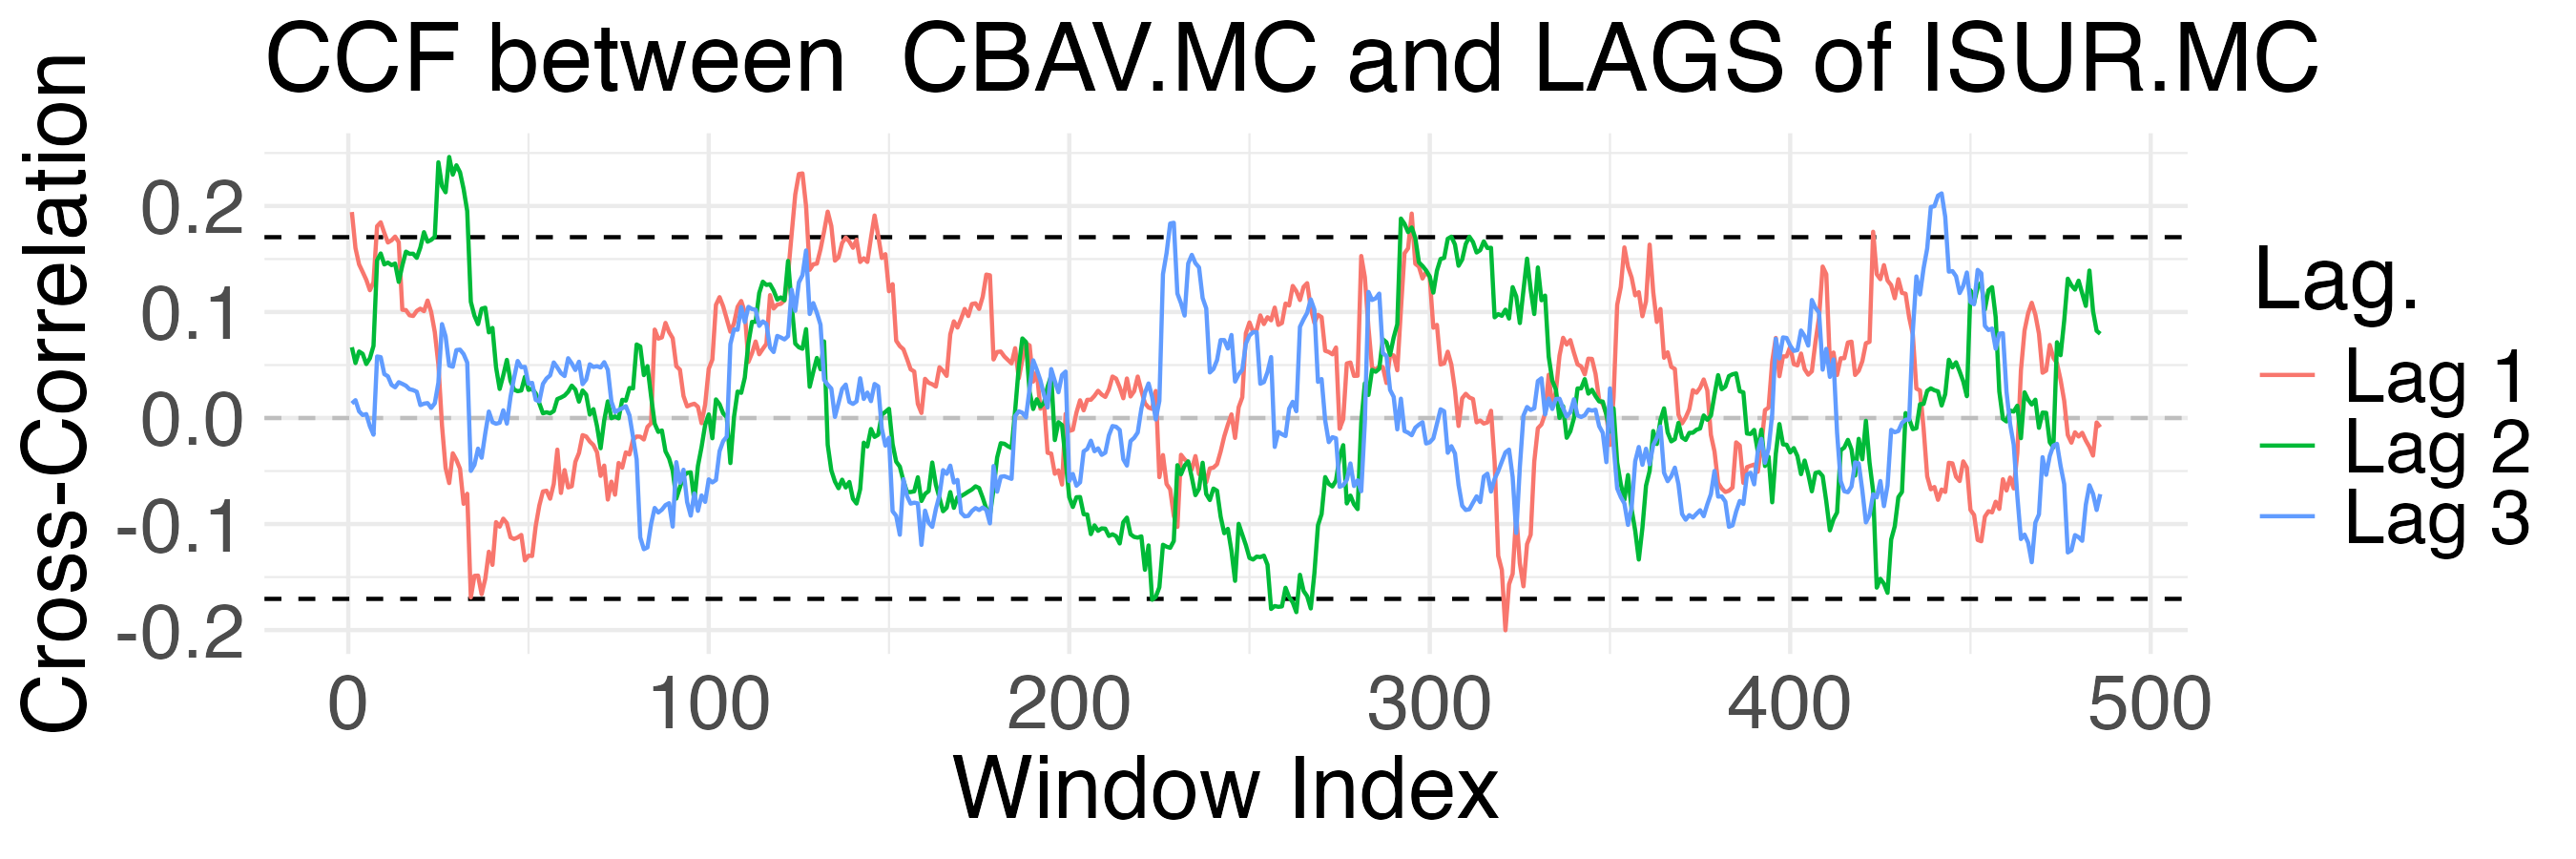 CCF between  CBAV.MC and LAGS of ISUR.MC
Cross-Correlation
0.2
0.1
0.0
-0.1
-0.2
0 100 200 300 400 500
Window Index
Lag.
Lag 1
Lag 2
Lag 3